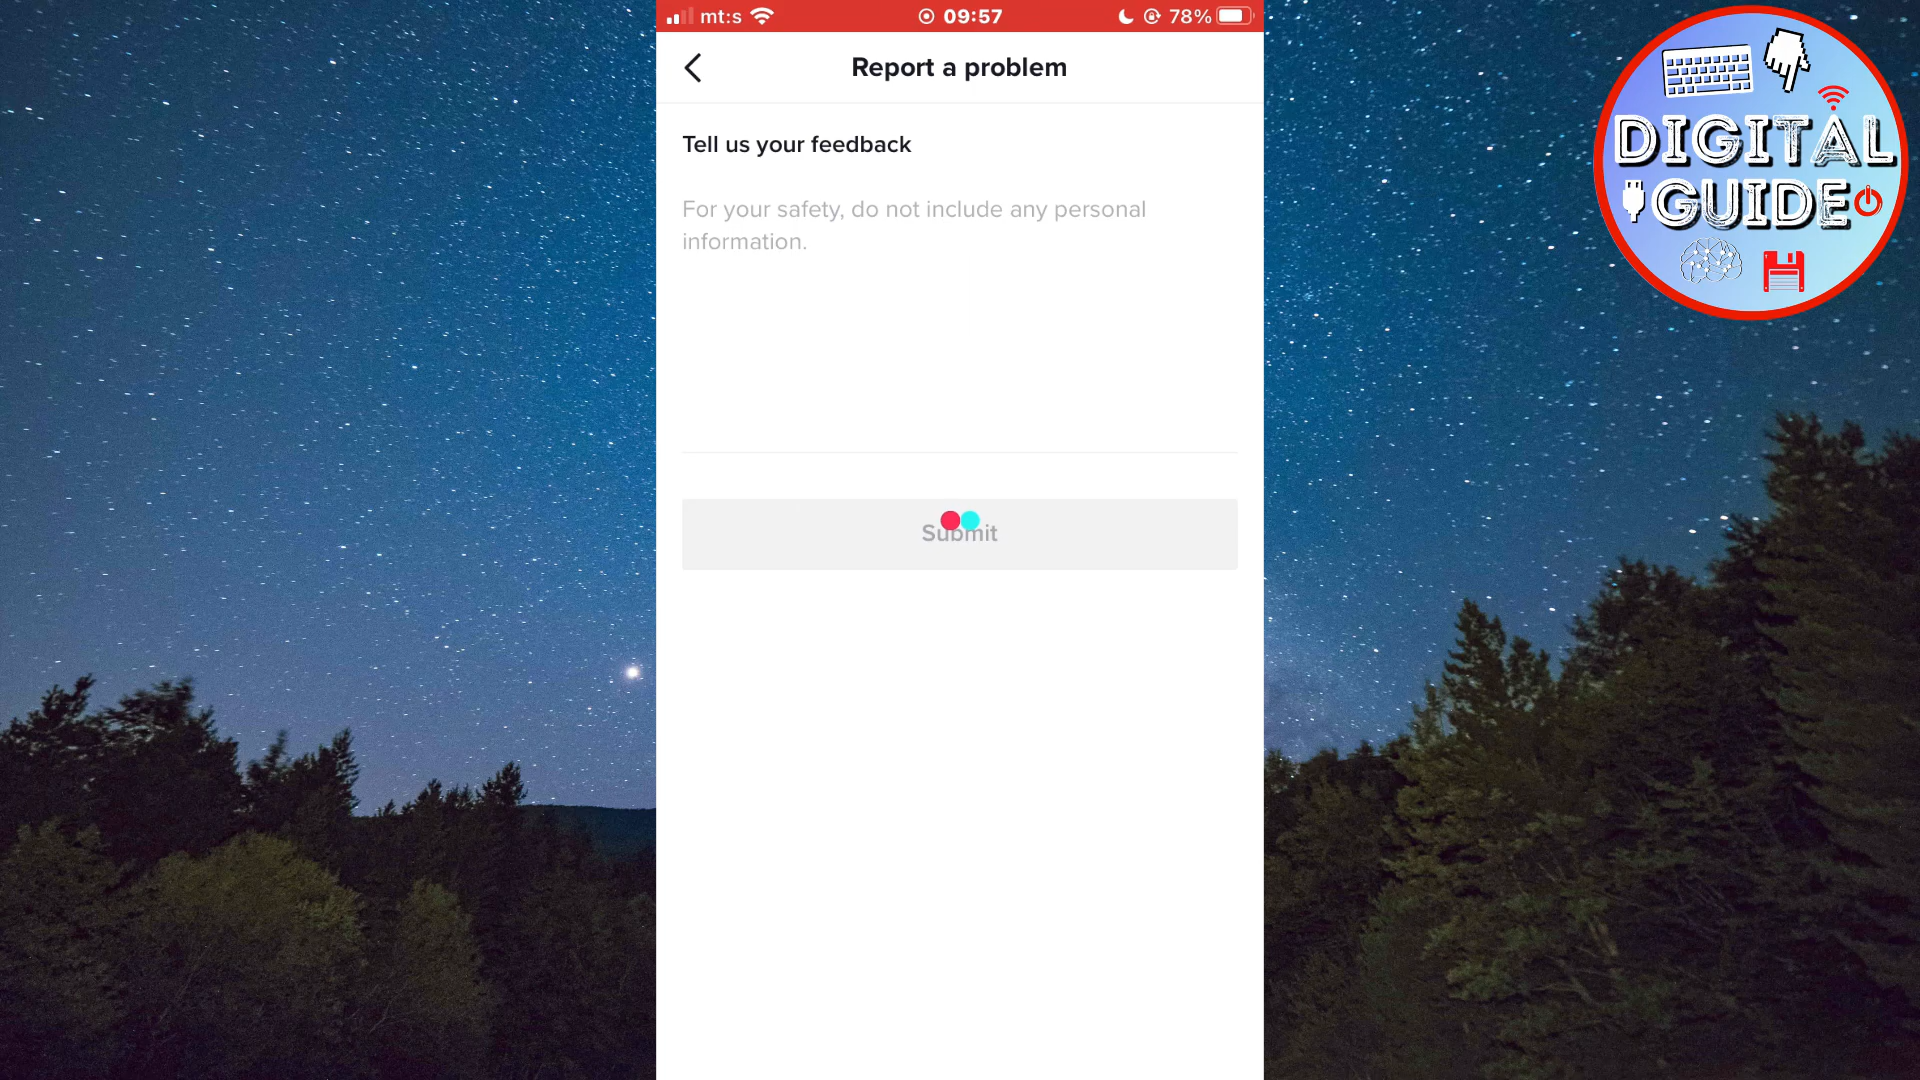 mt:s
09:57
78%
Report a problem
Tell us your feedback
For your safety, do not include any personal
information.
Submit
DIGITAL
GUIDE